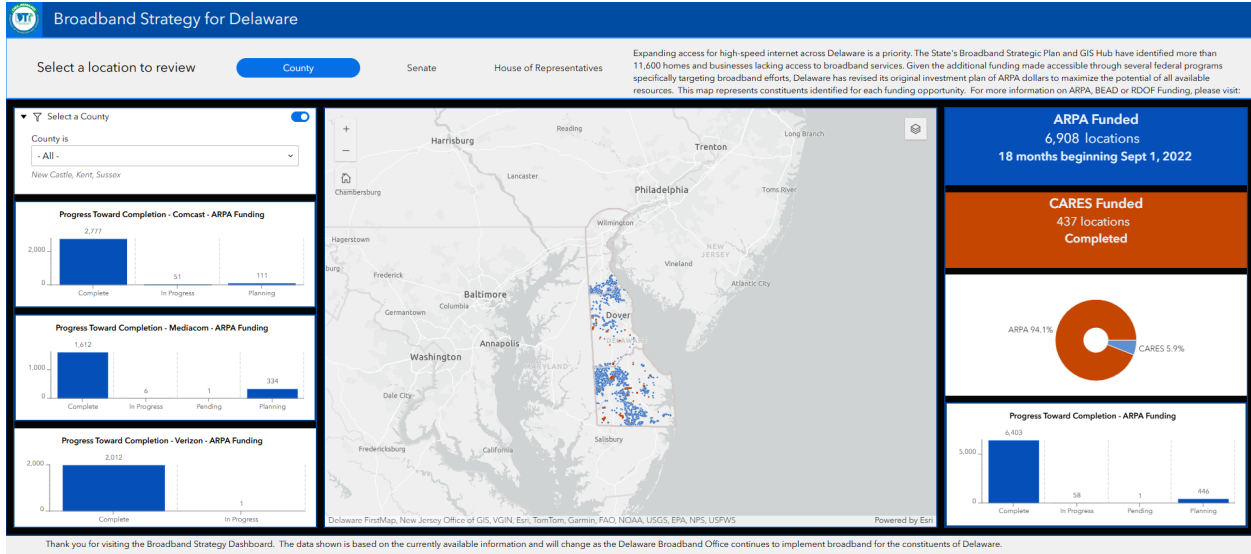 Broadband Strategy for Delaware
Select a location to review
County
Senate
House of Representatives
Expanding access for high-speed internet across Delaware is a priority. The State's Broadband Strategic Plan and GIS Hub have identified more than
11,600 homes and businesses lacking access to broadband services. Given the additional funding made accessible through several federal programs
specifically targeting broadband efforts, Delaware has revised its original investment plan of ARPA dollars to maximize the potential of all available
resources. This map represents constituents identified for each funding opportunity. For more information on ARPA, BEAD or RDOF Funding, please visit:
Select a County
County is
- All -
New Castle, Kent, Sussex
Progress Toward Completion - Comcast - ARPA Funding
2,777
2,000
51
111
0
Complete
In Progress
Planning
Progress Toward Completion - Mediacom - ARPA Funding
1,612
1,000
6
1
334
0
Complete
In Progress
Pending
Planning
Progress Toward Completion - Verizon - ARPA Funding
2,012
2,000
1
0
Complete
In Progress
+
−
Reading
Long Branch
Harrisburg
Trenton
Lancaster
Chambersburg
Philadelphia
Toms River
Wilmington
Hagerstown
NEW
JERSEY
Vineland
burg
Frederick
Atlantic City
Baltimore
Columbia
Germantown
Dover
Annapolis
DELAWARE
Washington
MARYLAND
Dale City
Salisbury
Fredericksburg
California
Delaware FirstMap, New Jersey Office of GIS, VGIN, Esri, TomTom, Garmin, FAO, NOAA, USGS, EPA, NPS, USFWS
Powered by Esri
ARPA Funded
6,908 locations
18 months beginning Sept 1, 2022
CARES Funded
437 locations
Completed
ARPA 94.1%
CARES 5.9%
Progress Toward Completion - ARPA Funding
6,403
5,000
58
1
446
0
Complete
In Progress
Pending
Planning
Thank you for visiting the Broadband Strategy Dashboard. The data shown is based on the currently available information and will change as the Delaware Broadband Office continues to implement broadband for the constituents of Delaware.